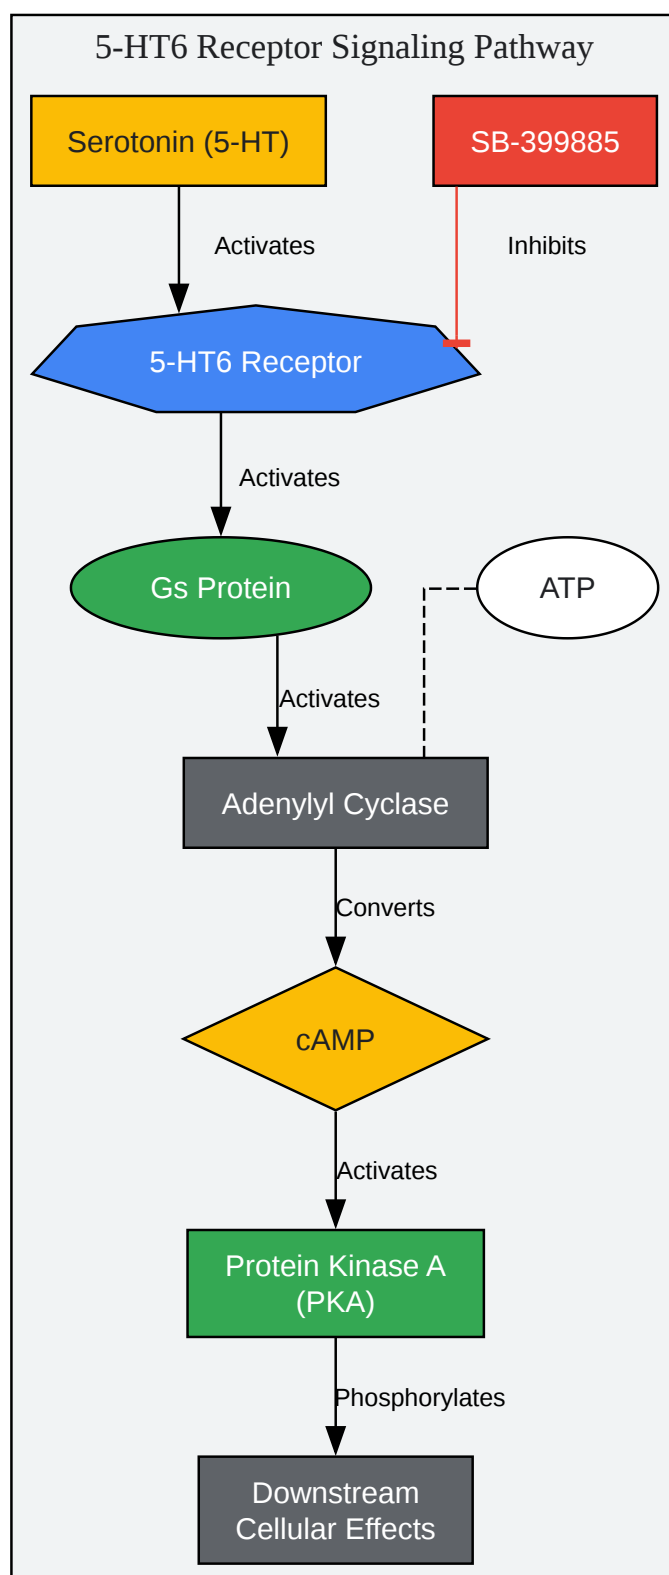 5-HT6 Receptor Signaling Pathway
Serotonin (5-HT)
SB-399885
Activates
Inhibits
5-HT6 Receptor
Activates
Gs Protein
ATP
Activates
Adenylyl Cyclase
Converts
cAMP
Activates
Protein Kinase A
(PKA)
Phosphorylates
Downstream
Cellular Effects